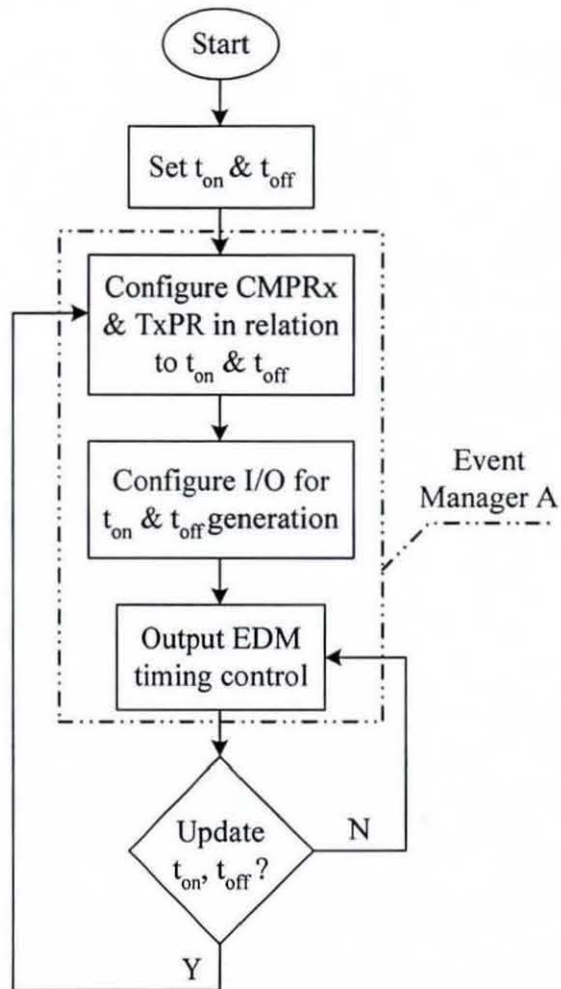 Start
Set t_on & t_off
Configure CMPRx
& TxPR in relation
to t_on & t_off
Configure I/O for
t_on & t_off generation
Event
Manager A
Output EDM
timing control
Update
t_on, t_off ?
N
Y